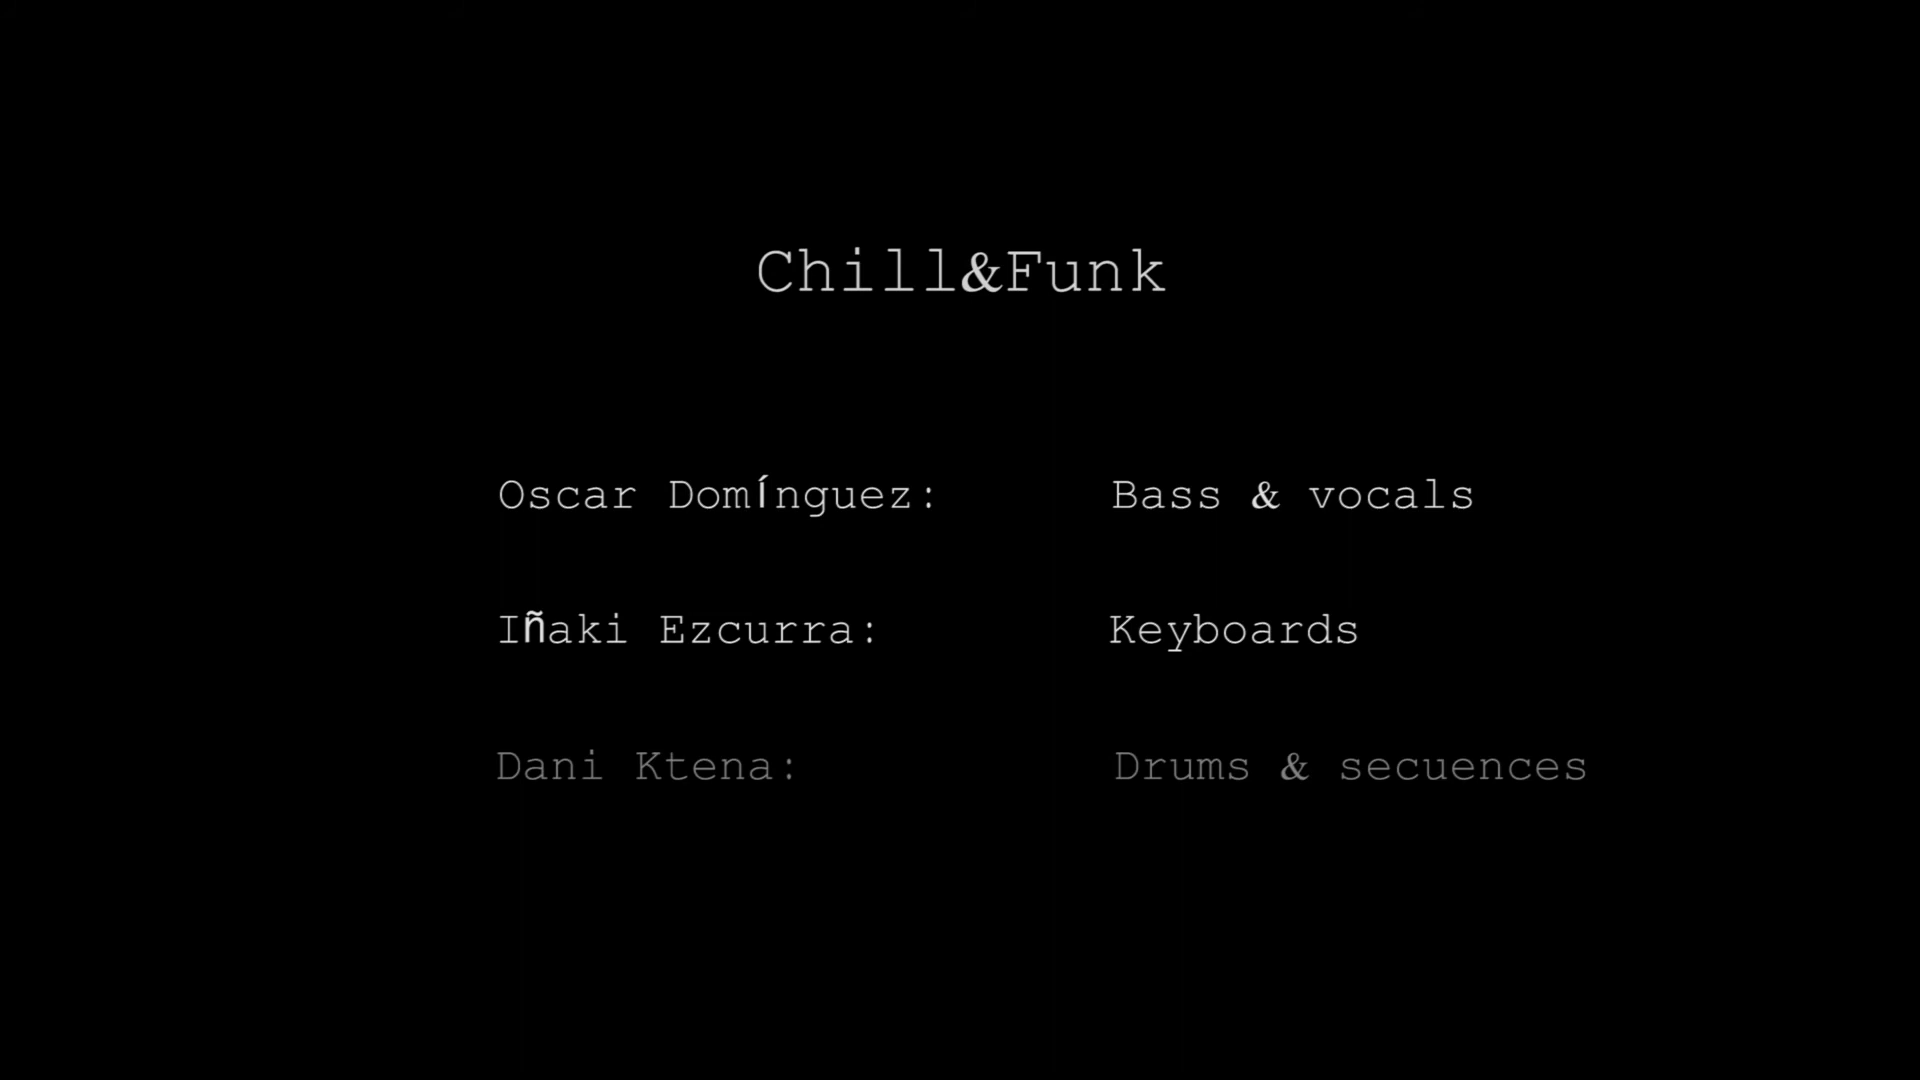 Chill&Funk
Oscar Domínguez: Bass & vocals
Iñaki Ezcurra: Keyboards
Dani Ktena: Drums & secuences